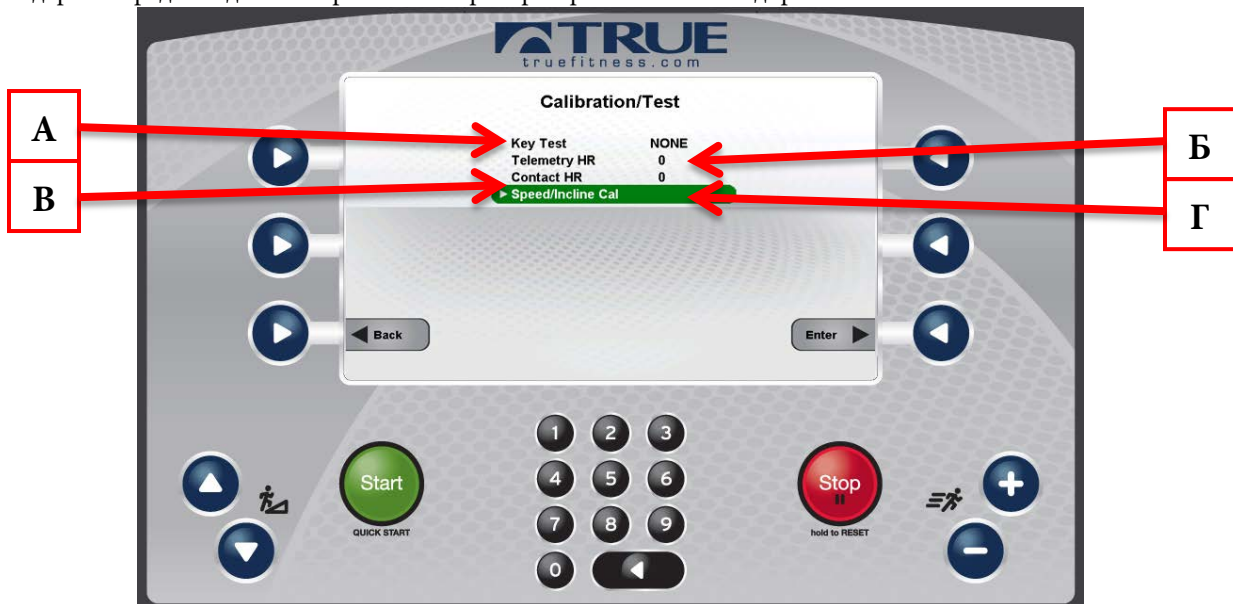 TRUE
truefitness.com
Calibration/Test
А
Б
В
Г
Key Test NONE
Telemetry HR 0
Contact HR 0
Speed/Incline Cal
Back
Enter
1 2 3
4 5 6
7 8 9
0
Start
QUICK START
Stop
hold to RESET